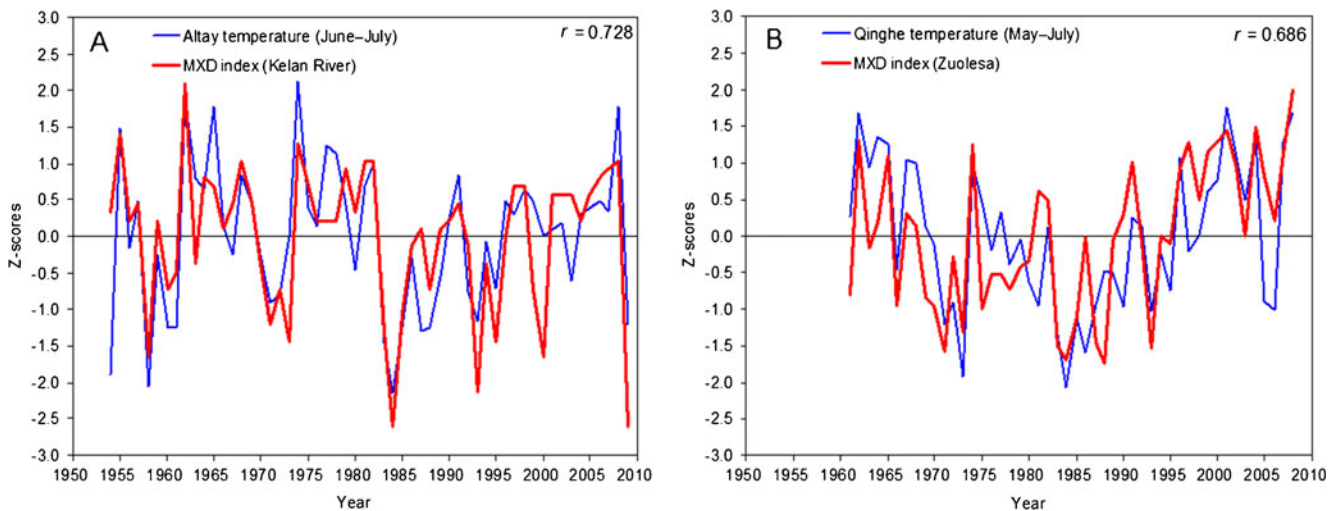 A
Altay temperature (June–July)
MXD index (Kelan River)
r = 0.728
3.0
2.5
2.0
1.5
1.0
0.5
0.0
-0.5
-1.0
-1.5
-2.0
-2.5
-3.0
Z-scores
1950 1955 1960 1965 1970 1975 1980 1985 1990 1995 2000 2005 2010
Year
B
Qinghe temperature (May–July)
MXD index (Zuolesa)
r = 0.686
3.0
2.5
2.0
1.5
1.0
0.5
0.0
-0.5
-1.0
-1.5
-2.0
-2.5
-3.0
Z-scores
1950 1955 1960 1965 1970 1975 1980 1985 1990 1995 2000 2005 2010
Year